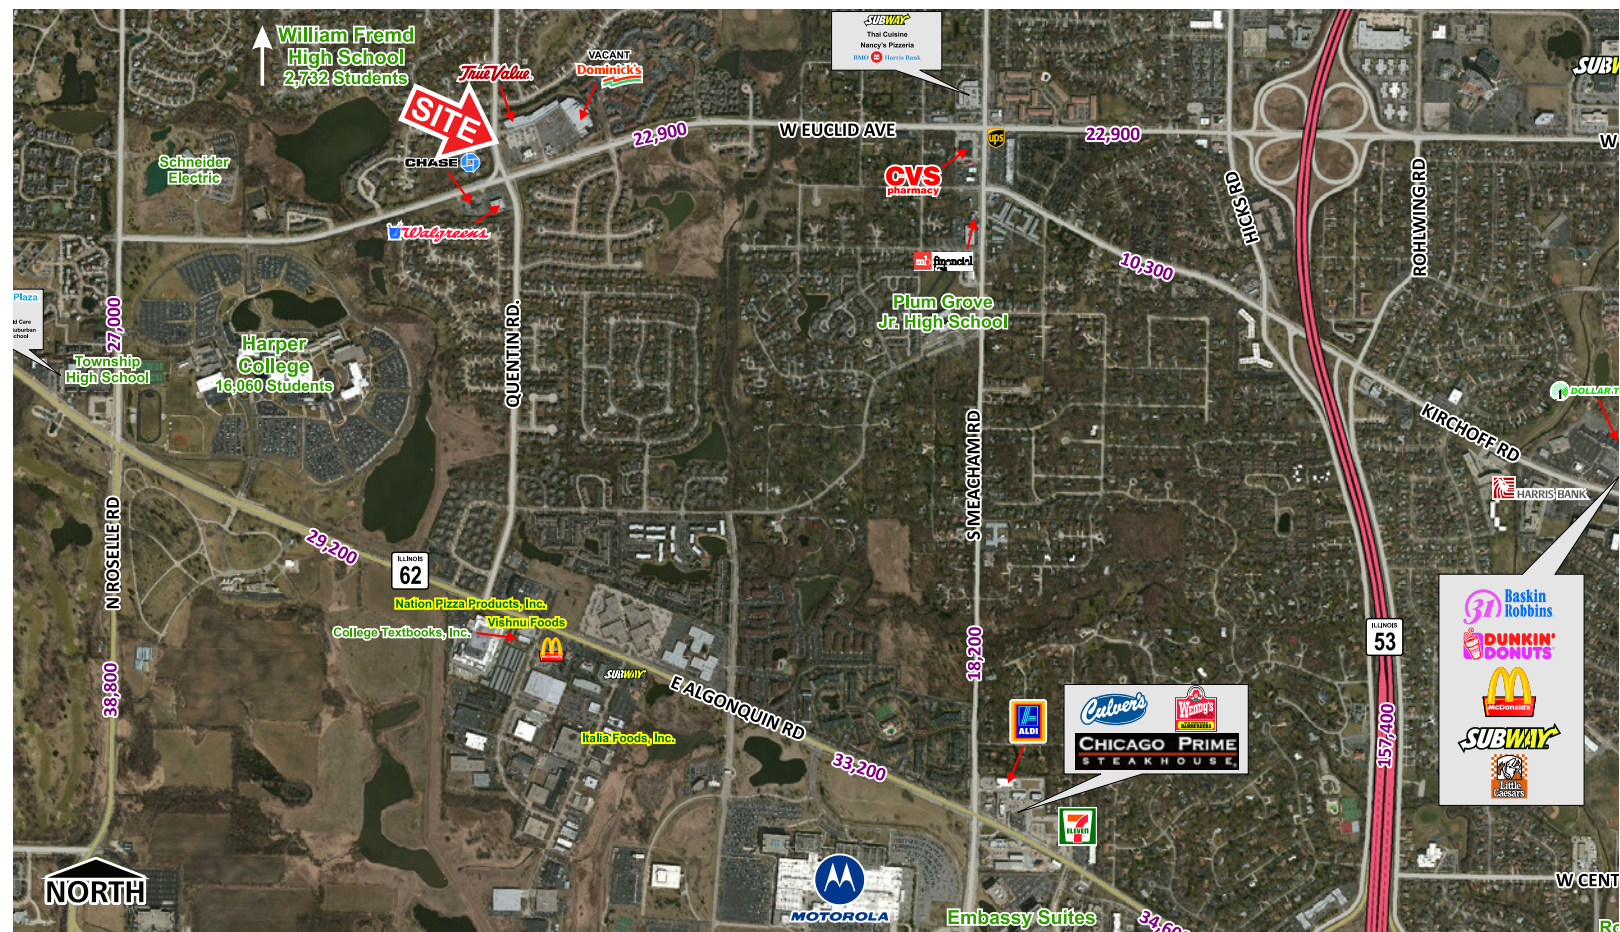 William Fremd
High School
2,732 Students
True Value
VACANT
Dominick's
SITE
SUBWAY
Thai Cuisine
Nancy's Pizzeria
BMO Harris Bank
22,900
W EUCLID AVE
ups
22,900
W
Schneider
Electric
CHASE
CVS
pharmacy
HICKS RD
ROHLWING RD
Walgreens
mb financial
10,300
Plaza
School
27,000
Plum Grove
Jr. High School
Township
High School
Harper
College
16,060 Students
QUENTIN RD.
KIRCHOFF RD
HARRIS BANK
S MEACHAM RD
N ROSELLE RD
29,200
ILLINOIS
62
Nation Pizza Products, Inc.
Vishnu Foods
College Textbooks, Inc.
McDonald's
SUBWAY
E ALGONQUIN RD
38,800
18,200
ILLINOIS
53
31
Baskin
Robbins
DUNKIN'
DONUTS
McDonald's
SUBWAY
Little
Caesars
Culver's
Wendy's
CHICAGO PRIME
STEAKHOUSE
ALDI
157,400
Italia Foods, Inc.
33,200
7
ELEVEN
NORTH
MOTOROLA
Embassy Suites
W CENT